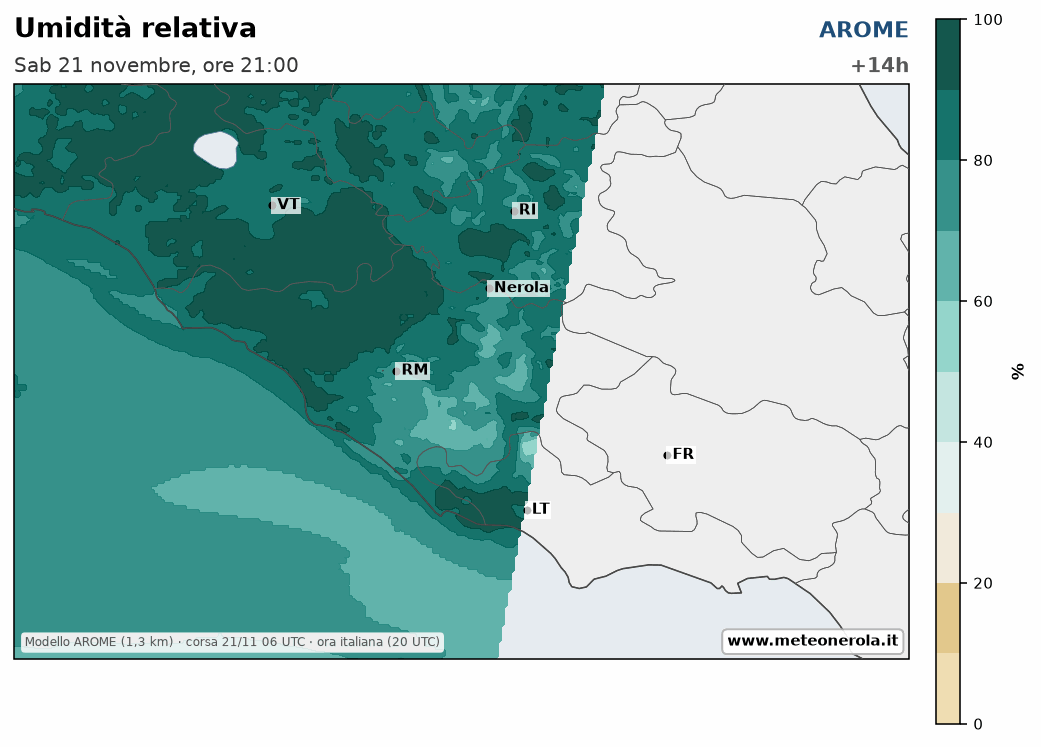 Umidità relativa
AROME
Sab 21 novembre, ore 21:00
+14h
100
80
60
40
20
0
%
VT
RI
Nerola
RM
FR
LT
Modello AROME (1,3 km) · corsa 21/11 06 UTC · ora italiana (20 UTC)
www.meteonerola.it